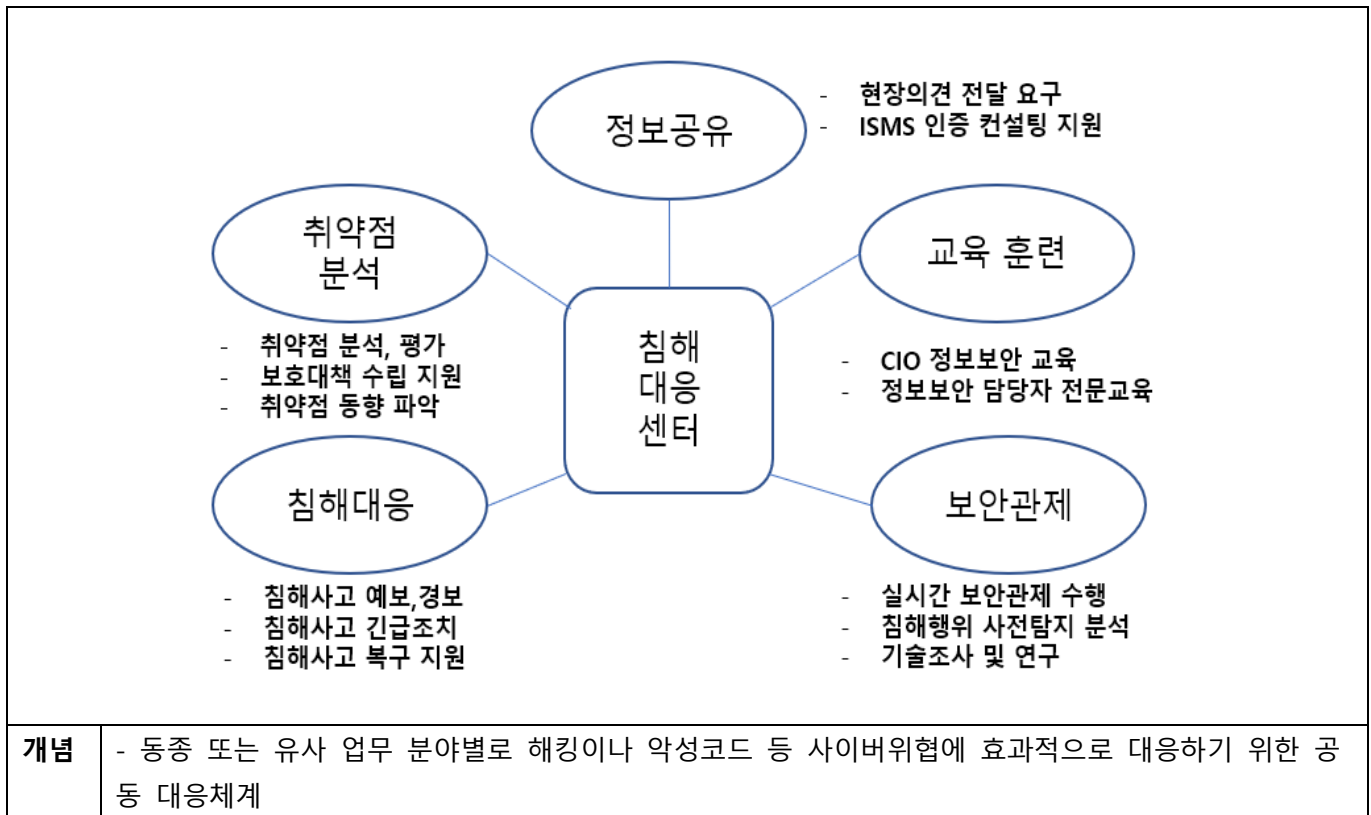 정보공유
- 현장의견 전달 요구
- ISMS 인증 컨설팅 지원
취약점
분석
- 취약점 분석, 평가
- 보호대책 수립 지원
- 취약점 동향 파악
교육 훈련
- CIO 정보보안 교육
- 정보보안 담당자 전문교육
침해
대응
센터
침해대응
- 침해사고 예보,경보
- 침해사고 긴급조치
- 침해사고 복구 지원
보안관제
- 실시간 보안관제 수행
- 침해행위 사전탐지 분석
- 기술조사 및 연구
개념
- 동종 또는 유사 업무 분야별로 해킹이나 악성코드 등 사이버위협에 효과적으로 대응하기 위한 공
동 대응체계